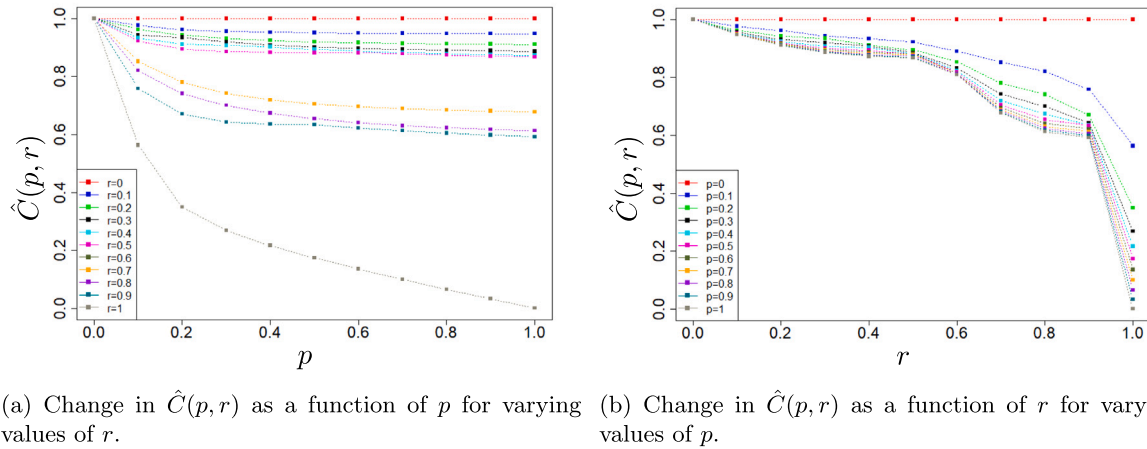 1.0
0.8
0.6
0.4
0.2
0.0
Ĉ(p, r)
r=0
r=0.1
r=0.2
r=0.3
r=0.4
r=0.5
r=0.6
r=0.7
r=0.8
r=0.9
r=1
0.0 0.2 0.4 0.6 0.8 1.0
p
1.0
0.8
0.6
0.4
0.2
0.0
Ĉ(p, r)
p=0
p=0.1
p=0.2
p=0.3
p=0.4
p=0.5
p=0.6
p=0.7
p=0.8
p=0.9
p=1
0.0 0.2 0.4 0.6 0.8 1.0
r
(a) Change in Ĉ(p, r) as a function of p for varying
values of r.
(b) Change in Ĉ(p, r) as a function of r for vary
values of p.